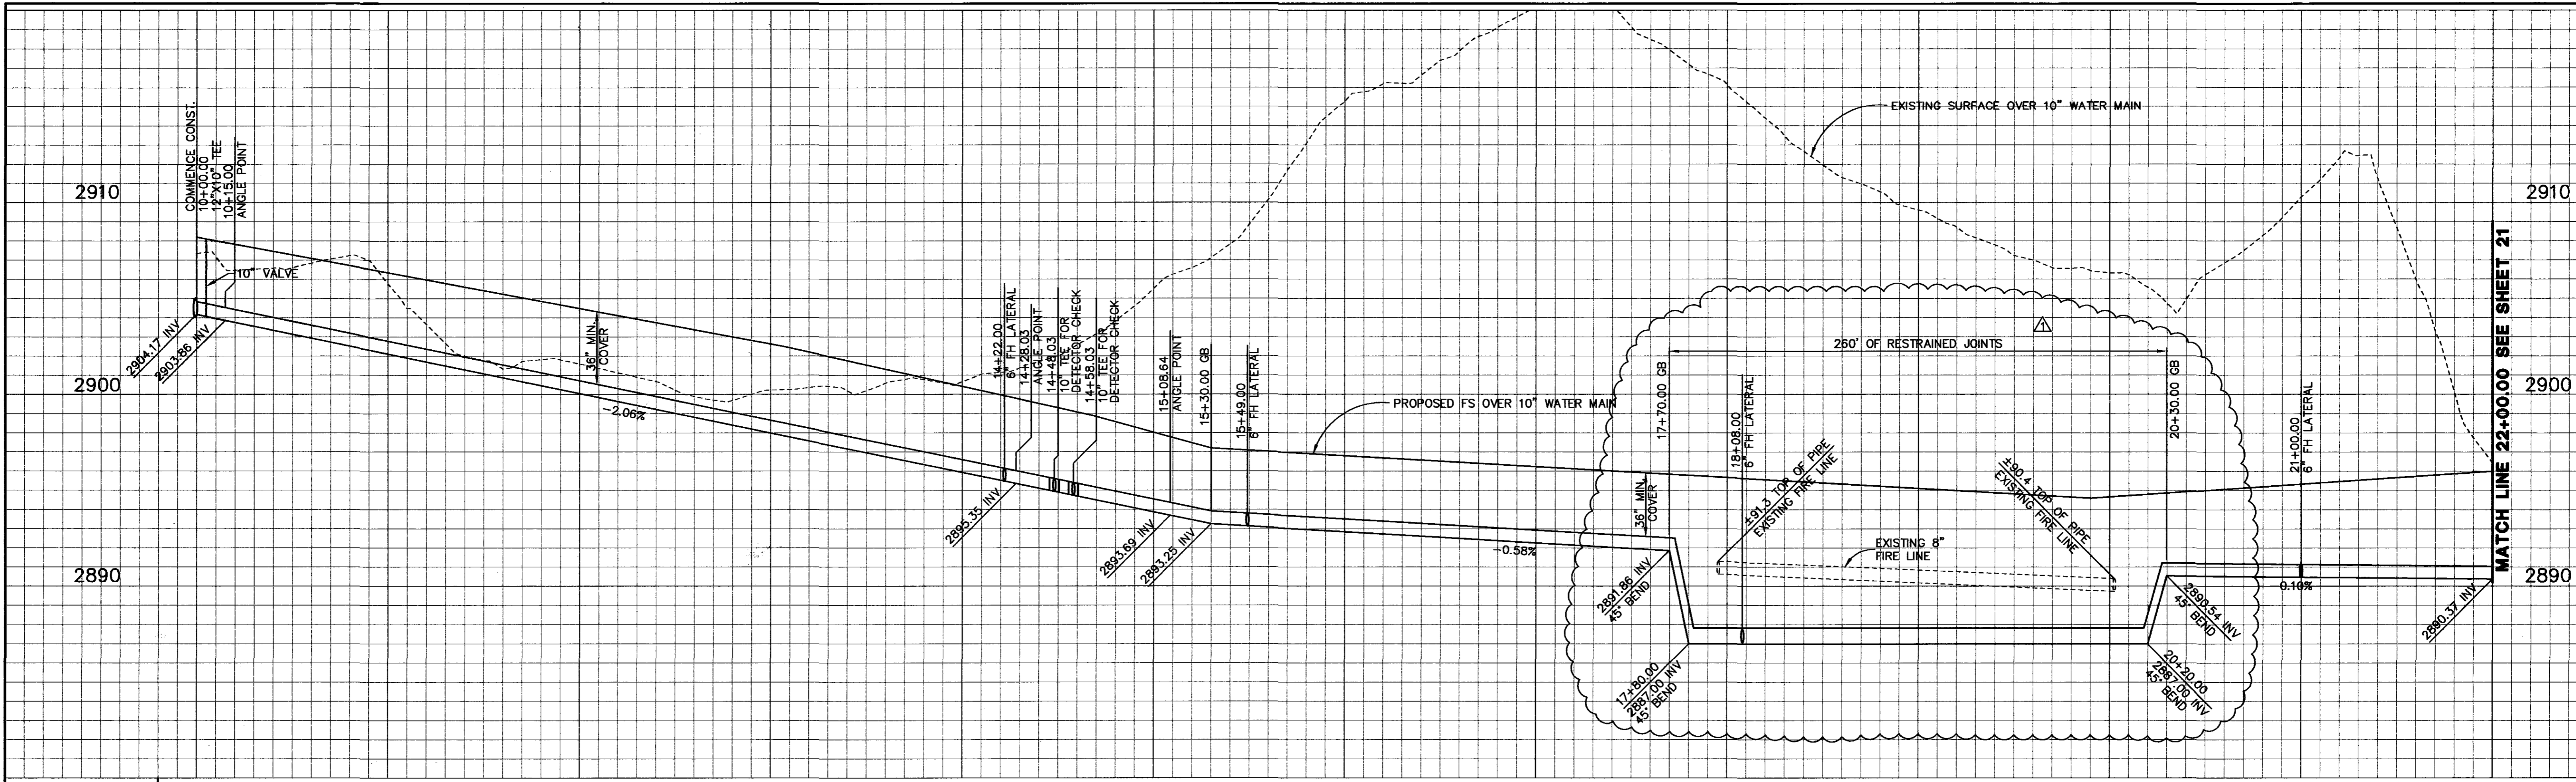 COMMENCE CONST.
10+00.00
12"X10" TEE
10+15.00
ANGLE POINT
2910
2910
10" VALVE
2904.17 INV
2903.86 INV
36" MIN.
COVER
-2.06%
2900
2900
14+22.00
6" FH LATERAL
14+28.03
ANGLE POINT
14+48.03
10" TEE FOR
DETECTOR CHECK
14+58.03
10" TEE FOR
DETECTOR CHECK
15+08.64
ANGLE POINT
15+30.00 GB
15+49.00
6" FH LATERAL
EXISTING SURFACE OVER 10" WATER MAIN
PROPOSED FS OVER 10" WATER MAIN
1
260' OF RESTRAINED JOINTS
17+70.00 GB
18+08.00
6" FH LATERAL
20+30.00 GB
21+00.00
6" FH LATERAL
MATCH LINE 22+00.00 SEE SHEET 21
2895.35 INV
2893.69 INV
2893.25 INV
-0.58%
36" MIN.
COVER
±91.3 TOP OF PIPE
EXISTING FIRE LINE
±90.4 TOP OF PIPE
EXISTING FIRE LINE
EXISTING 8"
FIRE LINE
2890
2890
2891.86 INV
45° BEND
17+80.00
2887.00 INV
45° BEND
2890.54 INV
45° BEND
20+20.00
2887.00 INV
45° BEND
0.10%
2890.37 INV